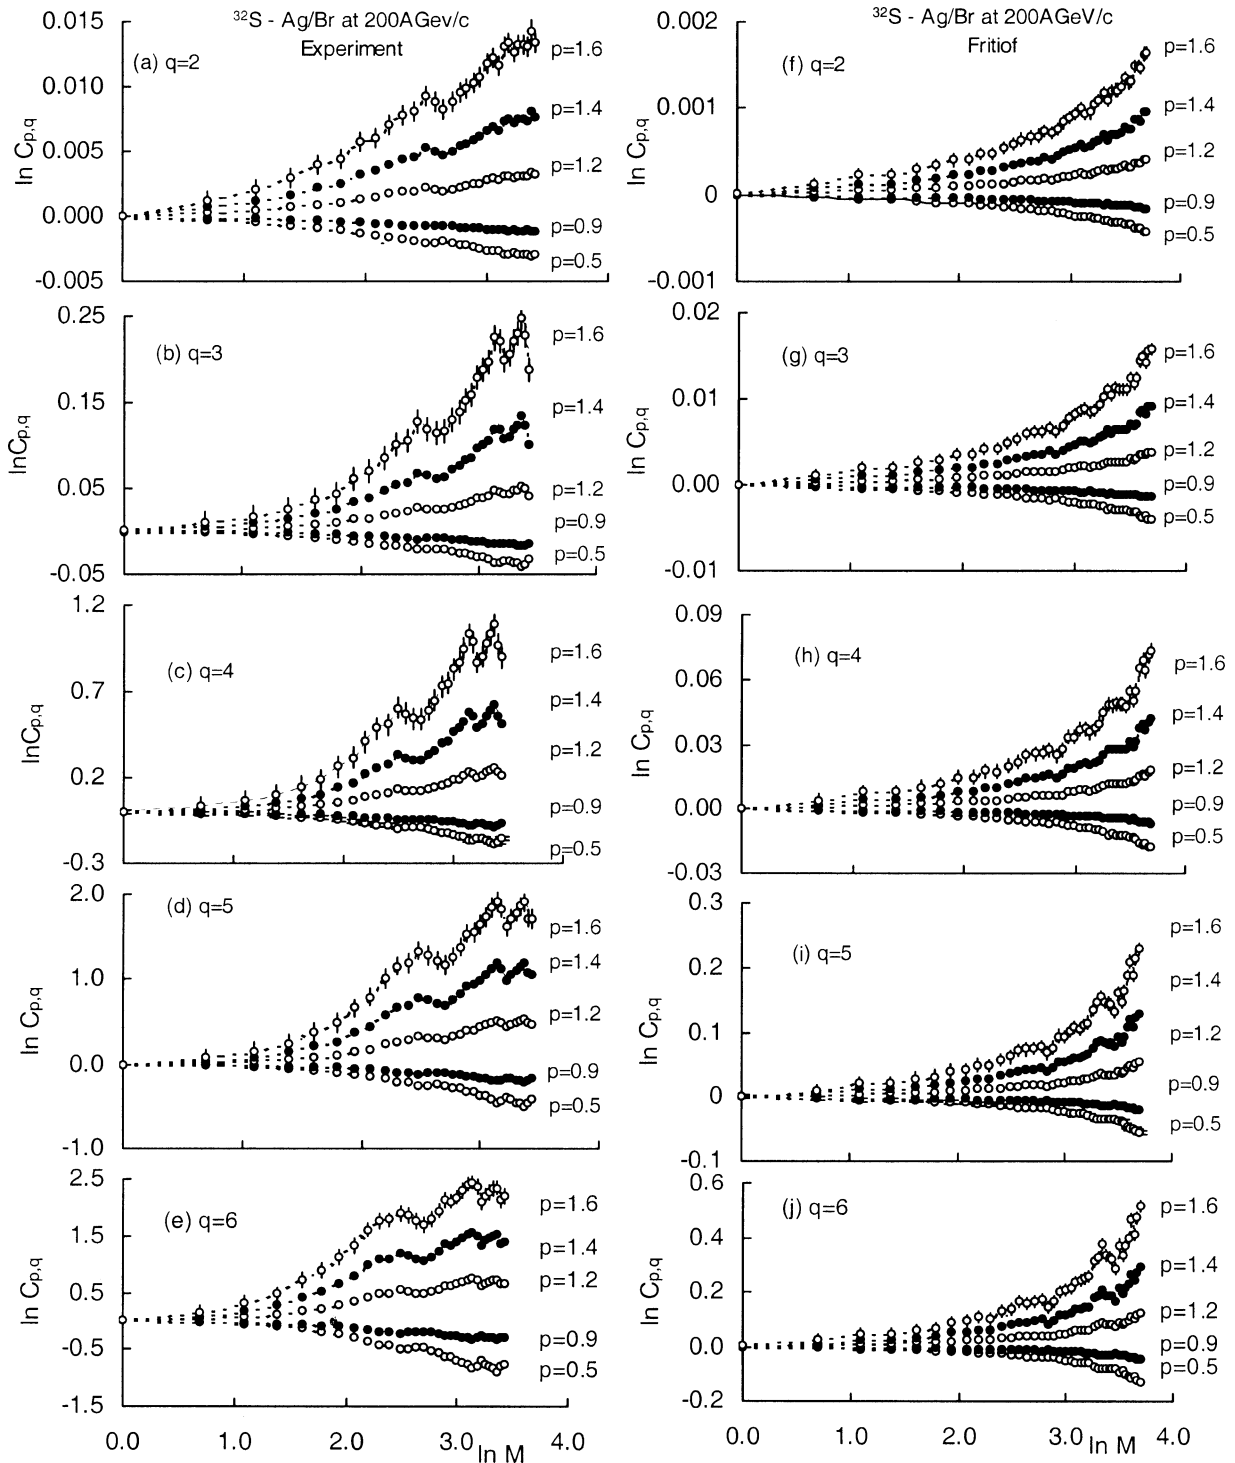 32S - Ag/Br at 200AGev/c
Experiment
(a) q=2
0.015
0.010
0.005
0.000
-0.005
ln Cp,q
p=1.6
p=1.4
p=1.2
p=0.9
p=0.5
(b) q=3
0.25
0.15
0.05
-0.05
lnCp,q
p=1.6
p=1.4
p=1.2
p=0.9
p=0.5
(c) q=4
1.2
0.7
0.2
-0.3
lnCp,q
p=1.6
p=1.4
p=1.2
p=0.9
p=0.5
(d) q=5
2.0
1.0
0.0
-1.0
ln Cp,q
p=1.6
p=1.4
p=1.2
p=0.9
p=0.5
(e) q=6
2.5
1.5
0.5
-0.5
-1.5
ln Cp,q
p=1.6
p=1.4
p=1.2
p=0.9
p=0.5
0.0 1.0 2.0 3.0 4.0
ln M
32S - Ag/Br at 200AGeV/c
Fritiof
(f) q=2
0.002
0.001
0
-0.001
ln Cp,q
p=1.6
p=1.4
p=1.2
p=0.9
p=0.5
(g) q=3
0.02
0.01
0.00
-0.01
ln Cp,q
p=1.6
p=1.4
p=1.2
p=0.9
p=0.5
(h) q=4
0.09
0.06
0.03
0.00
-0.03
ln Cp,q
p=1.6
p=1.4
p=1.2
p=0.9
p=0.5
(i) q=5
0.3
0.2
0.1
0
-0.1
ln Cp,q
p=1.6
p=1.4
p=1.2
p=0.9
p=0.5
(j) q=6
0.6
0.4
0.2
0.0
-0.2
ln Cp,q
p=1.6
p=1.4
p=1.2
p=0.9
p=0.5
0.0 1.0 2.0 3.0 4.0
ln M